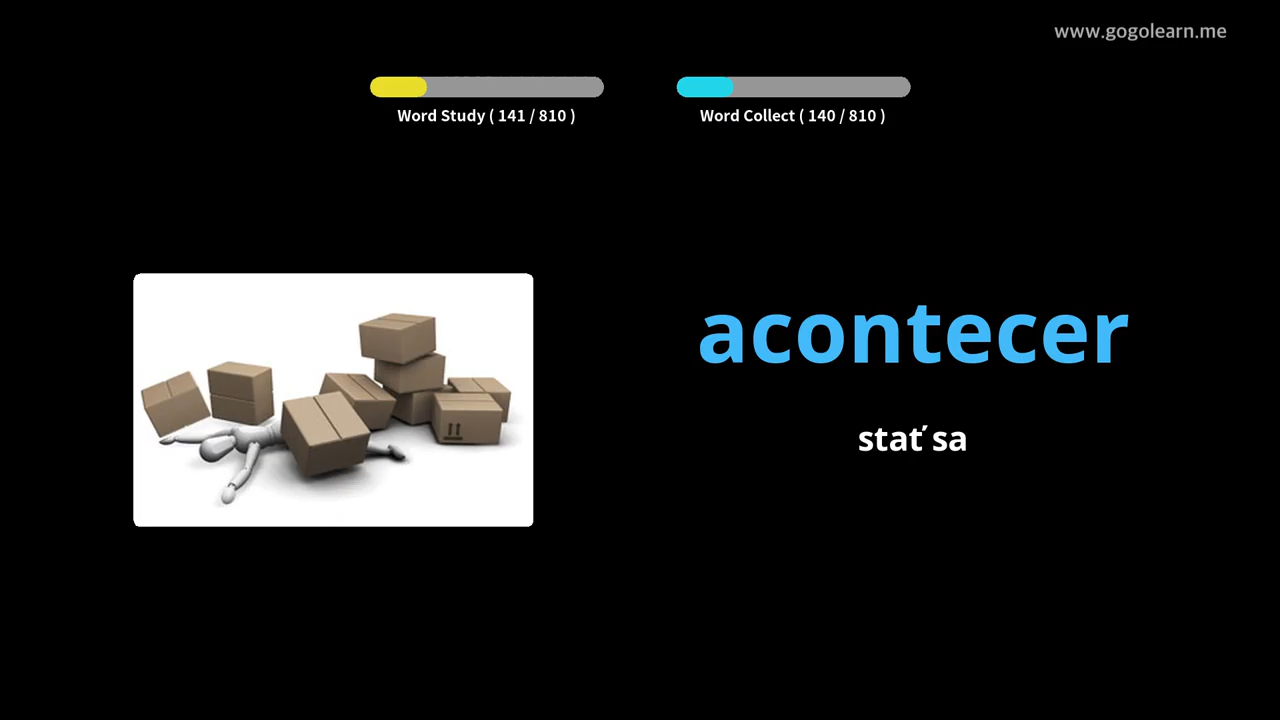 www.gogolearn.me
Word Study ( 141 / 810 )
Word Collect ( 140 / 810 )
acontecer
stať sa